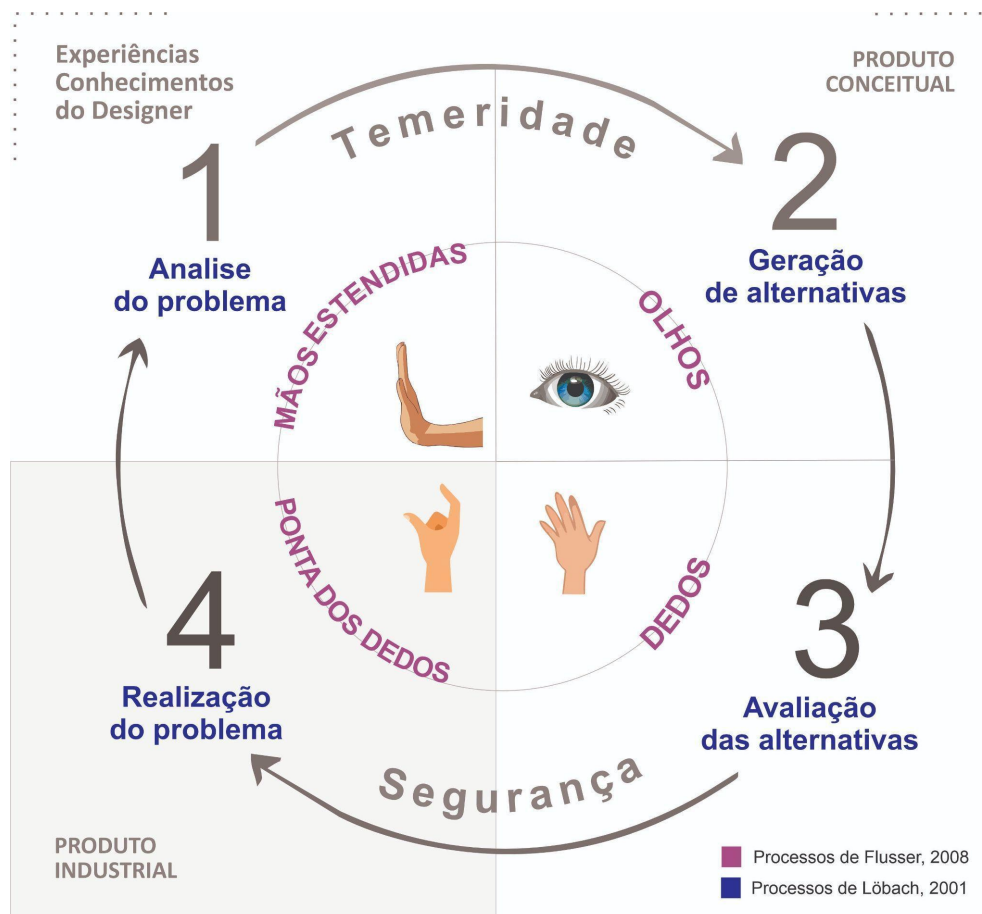 Experiências
Conhecimentos
do Designer
PRODUTO
CONCEITUAL
Temeridade
1
Analise
do problema
2
Geração
de alternativas
MÃOS ESTENDIDAS
OLHOS
PONTA DOS DEDOS
DEDOS
4
Realização
do problema
3
Avaliação
das alternativas
Segurança
PRODUTO
INDUSTRIAL
Processos de Flusser, 2008
Processos de Löbach, 2001